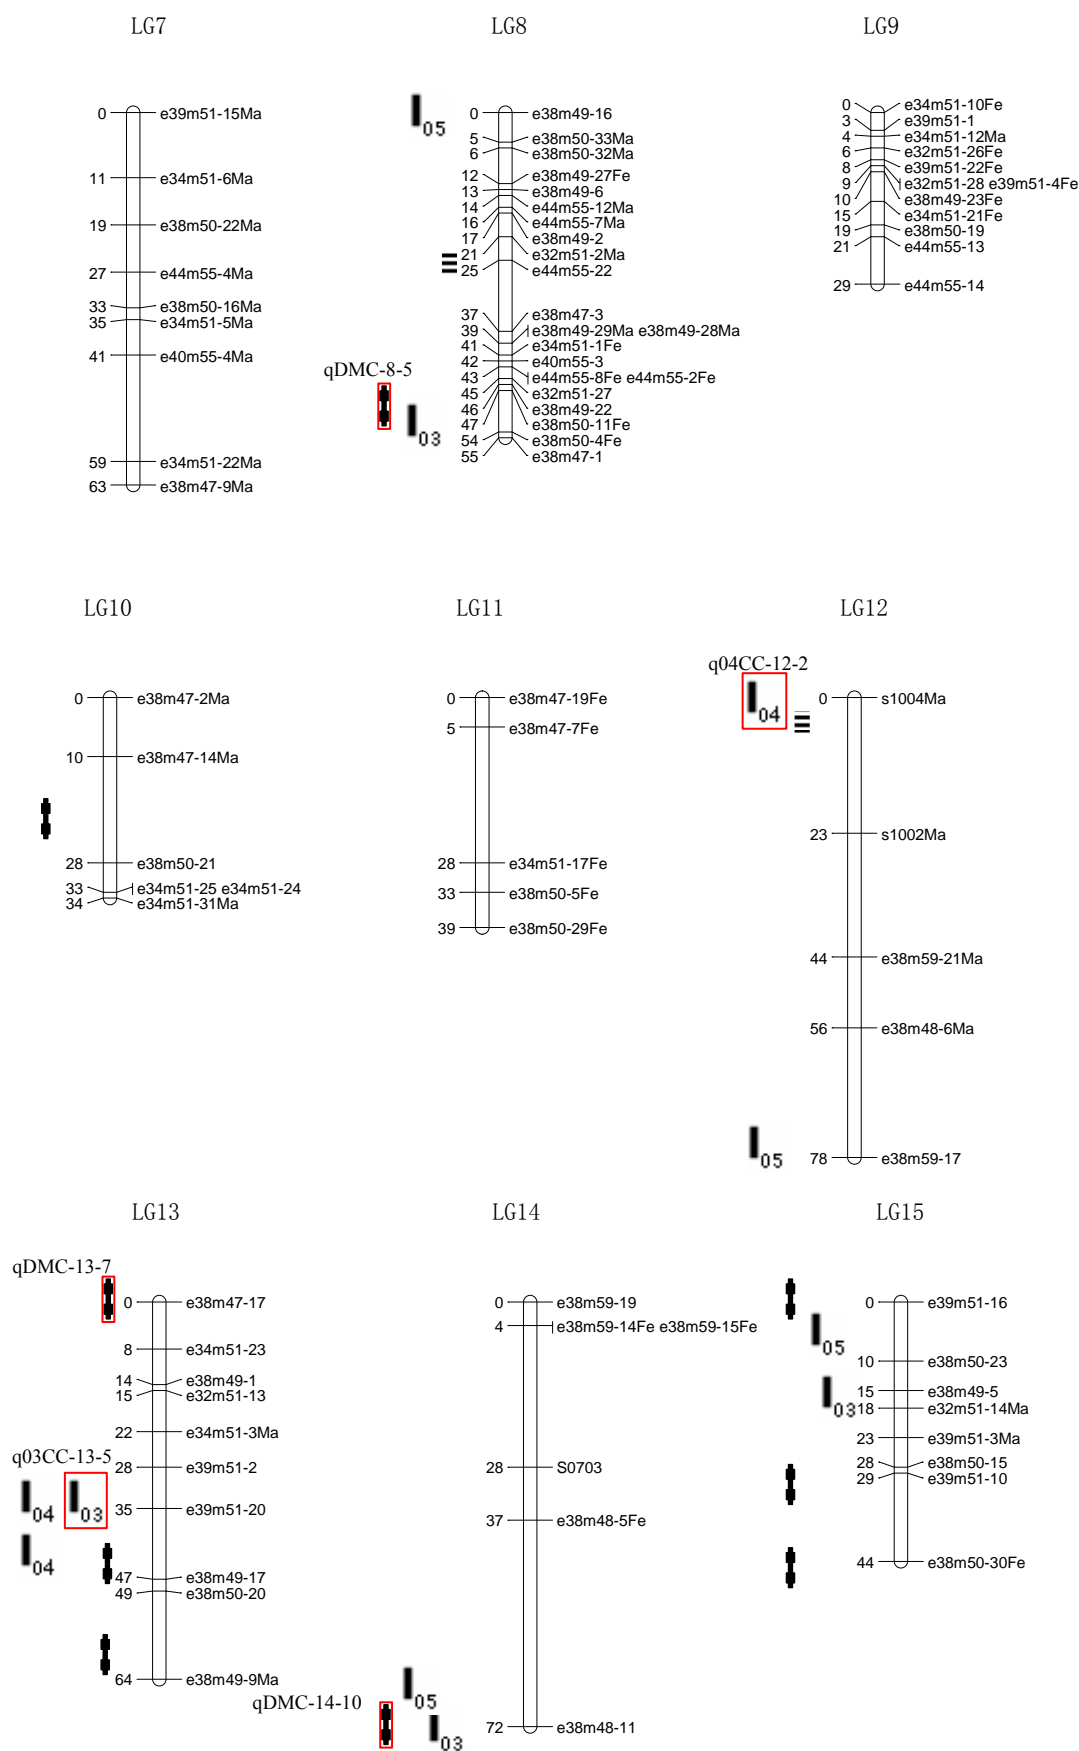 LG7
0 e39m51-15Ma
11 e34m51-6Ma
19 e38m50-22Ma
27 e44m55-4Ma
33 e38m50-16Ma
35 e34m51-5Ma
41 e40m55-4Ma
59 e34m51-22Ma
63 e38m47-9Ma
LG8
05
0 e38m49-16
5 e38m50-33Ma
6 e38m50-32Ma
12 e38m49-27Fe
13 e38m49-6
14 e44m55-12Ma
16 e44m55-7Ma
17 e38m49-2
21 e32m51-2Ma
25 e44m55-22
37 e38m47-3
39 e38m49-29Ma e38m49-28Ma
41 e34m51-1Fe
42 e40m55-3
43 e44m55-8Fe e44m55-2Fe
45 e32m51-27
46 e38m49-22
47 e38m50-11Fe
54 e38m50-4Fe
55 e38m47-1
qDMC-8-5
03
LG9
0 e34m51-10Fe
3 e39m51-1
4 e34m51-12Ma
6 e32m51-26Fe
8 e39m51-22Fe
9 e32m51-28 e39m51-4Fe
10 e38m49-23Fe
15 e34m51-21Fe
19 e38m50-19
21 e44m55-13
29 e44m55-14
LG10
0 e38m47-2Ma
10 e38m47-14Ma
28 e38m50-21
33 e34m51-25 e34m51-24
34 e34m51-31Ma
LG11
0 e38m47-19Fe
5 e38m47-7Fe
28 e34m51-17Fe
33 e38m50-5Fe
39 e38m50-29Fe
LG12
q04CC-12-2
04
0 s1004Ma
23 s1002Ma
44 e38m59-21Ma
56 e38m48-6Ma
05
78 e38m59-17
LG13
qDMC-13-7
0 e38m47-17
8 e34m51-23
14 e38m49-1
15 e32m51-13
22 e34m51-3Ma
q03CC-13-5
28 e39m51-2
04
03
35 e39m51-20
04
47 e38m49-17
49 e38m50-20
64 e38m49-9Ma
LG14
0 e38m59-19
4 e38m59-14Fe e38m59-15Fe
28 S0703
37 e38m48-5Fe
05
qDMC-14-10
03
72 e38m48-11
LG15
0 e39m51-16
05
10 e38m50-23
15 e38m49-5
03
18 e32m51-14Ma
23 e39m51-3Ma
28 e38m50-15
29 e39m51-10
44 e38m50-30Fe